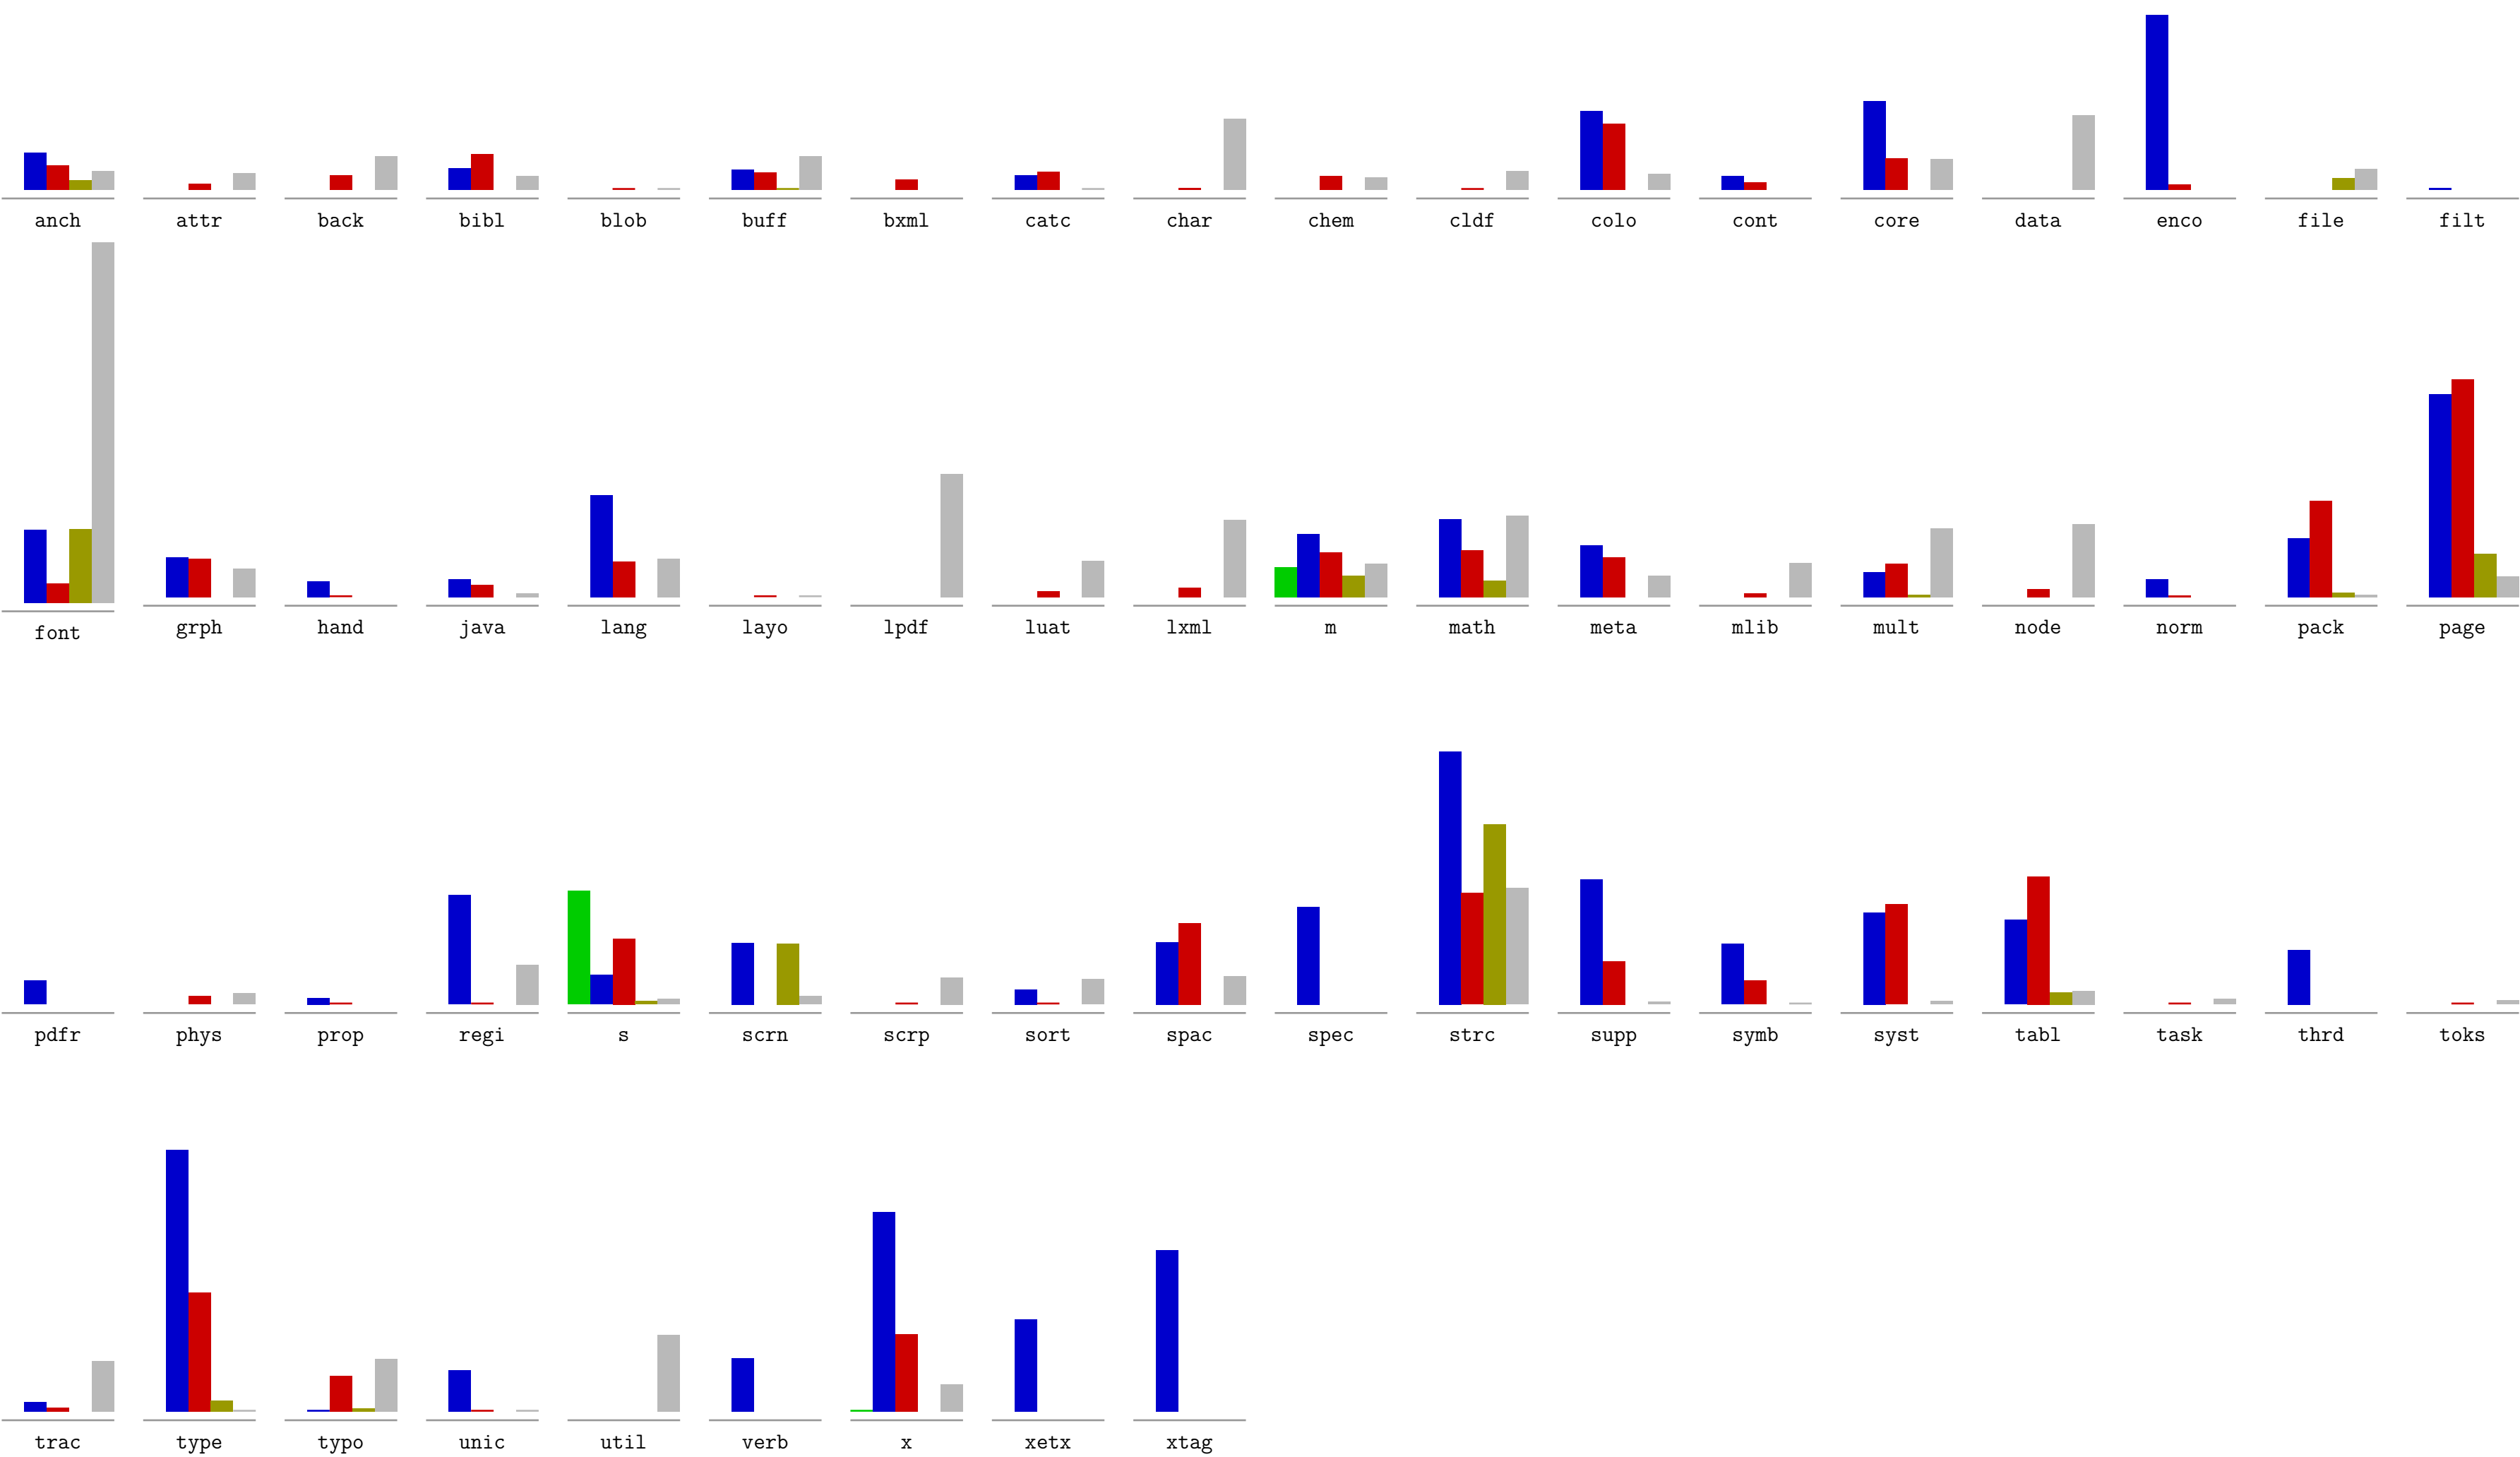 anch attr back bibl blob buff bxml catc char chem cldf colo cont core data enco file filt
font grph hand java lang layo lpdf luat lxml m math meta mlib mult node norm pack page
pdfr phys prop regi s scrn scrp sort spac spec strc supp symb syst tabl task thrd toks
trac type typo unic util verb x xetx xtag